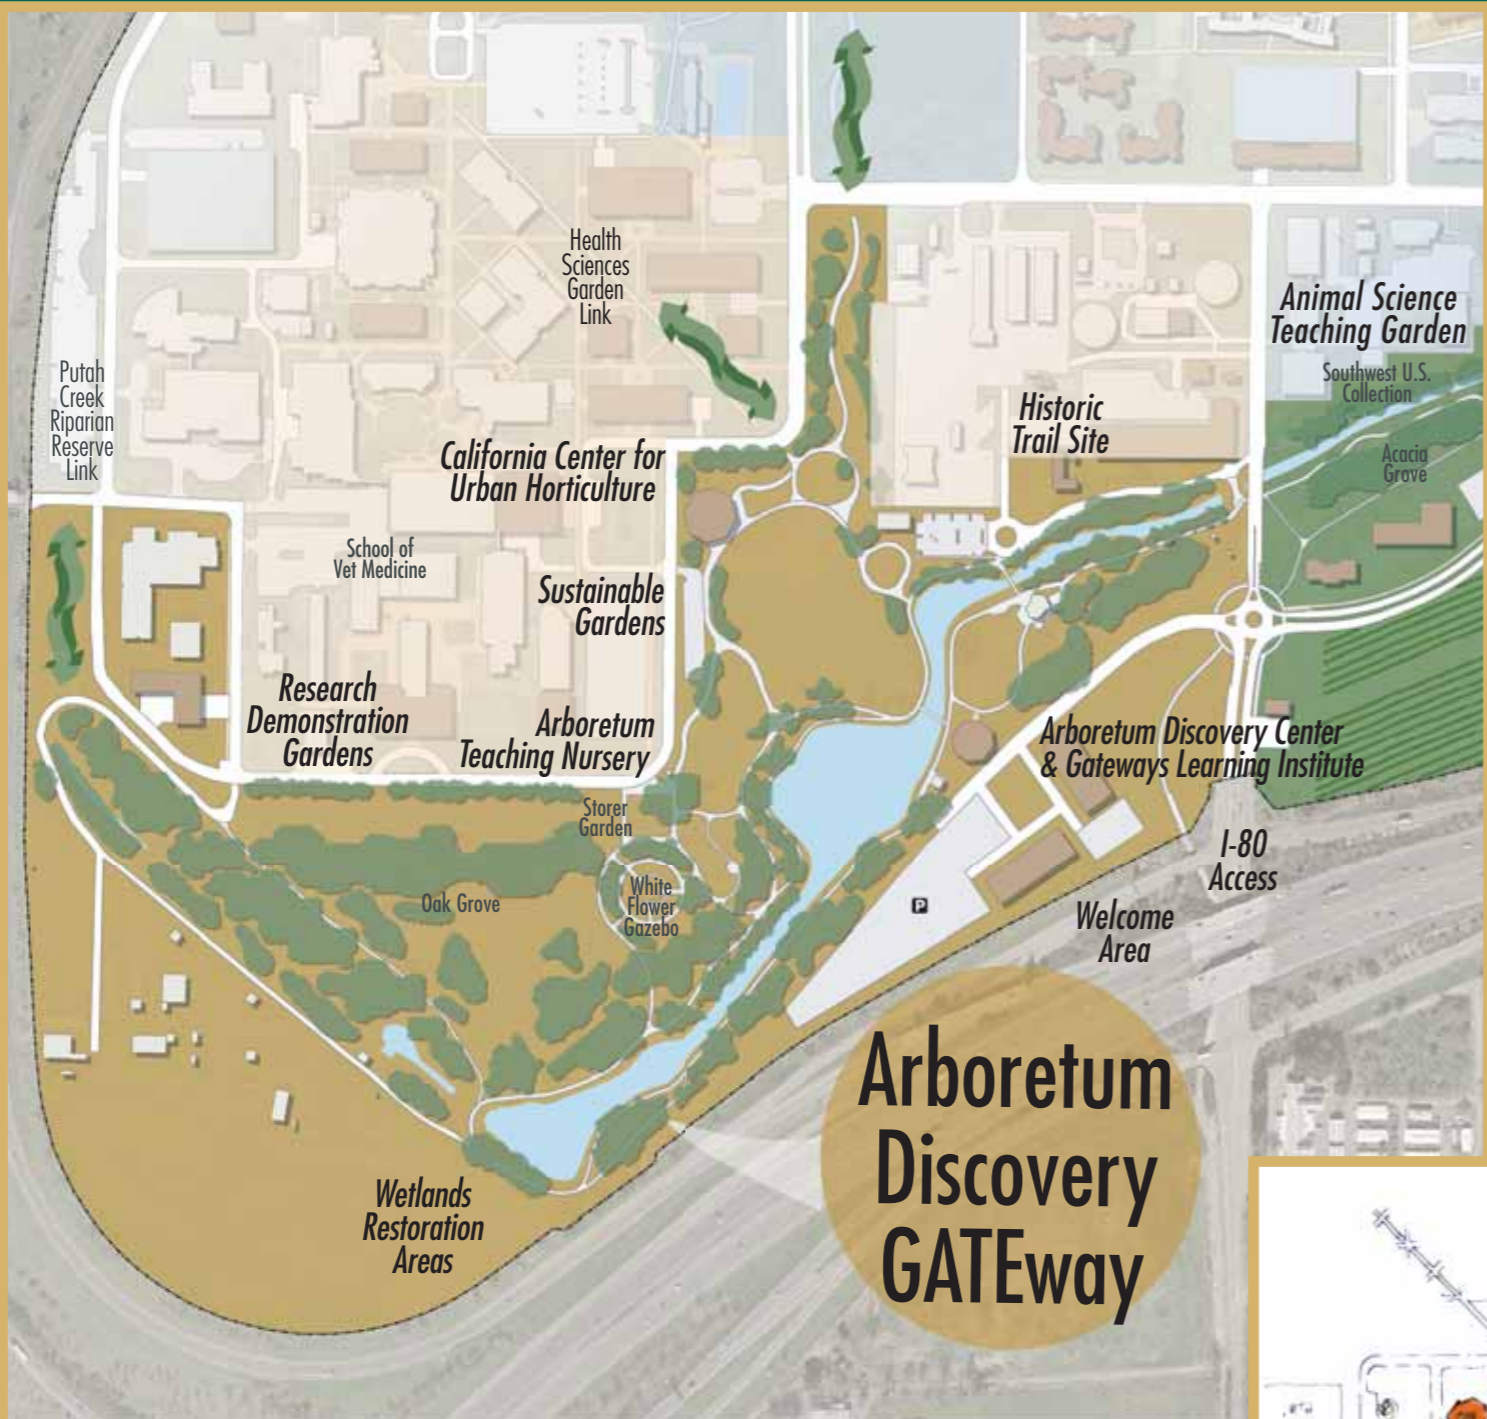 Health
Sciences
Garden
Link
Animal Science
Teaching Garden
Southwest U.S.
Collection
Putah
Creek
Riparian
Reserve
Link
Historic
Trail Site
California Center for
Urban Horticulture
Acacia
Grove
School of
Vet Medicine
Sustainable
Gardens
Research
Demonstration
Gardens
Arboretum
Teaching Nursery
Arboretum Discovery Center
& Gateways Learning Institute
Storer
Garden
I-80
Access
White
Flower
Gazebo
Oak Grove
P
Welcome
Area
Arboretum
Discovery
GATEway
Wetlands
Restoration
Areas